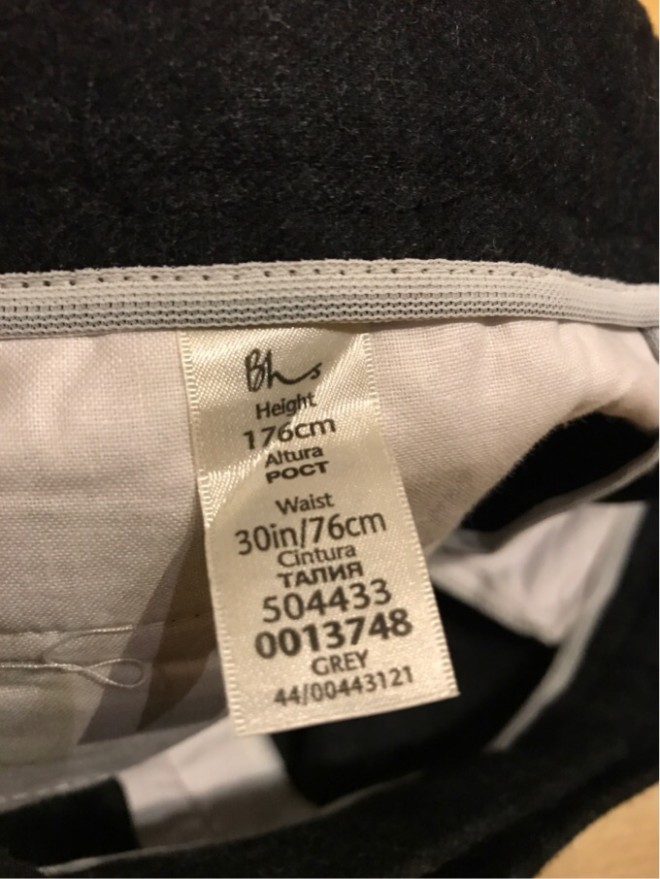 Bhs
Height
176cm
Altura
РОСТ
Waist
30in/76cm
Cintura
ТАЛИЯ
504433
0013748
GREY
44/00443121